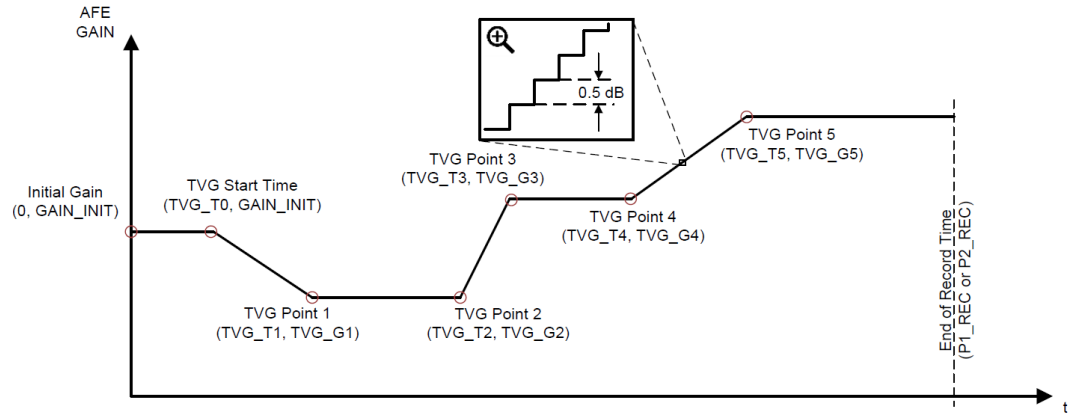 AFE
GAIN
0.5 dB
TVG Point 5
(TVG_T5, TVG_G5)
TVG Point 3
(TVG_T3, TVG_G3)
Initial Gain
(0, GAIN_INIT)
TVG Start Time
(TVG_T0, GAIN_INIT)
TVG Point 4
(TVG_T4, TVG_G4)
TVG Point 1
(TVG_T1, TVG_G1)
TVG Point 2
(TVG_T2, TVG_G2)
End of Record Time
(P1_REC or P2_REC)
t